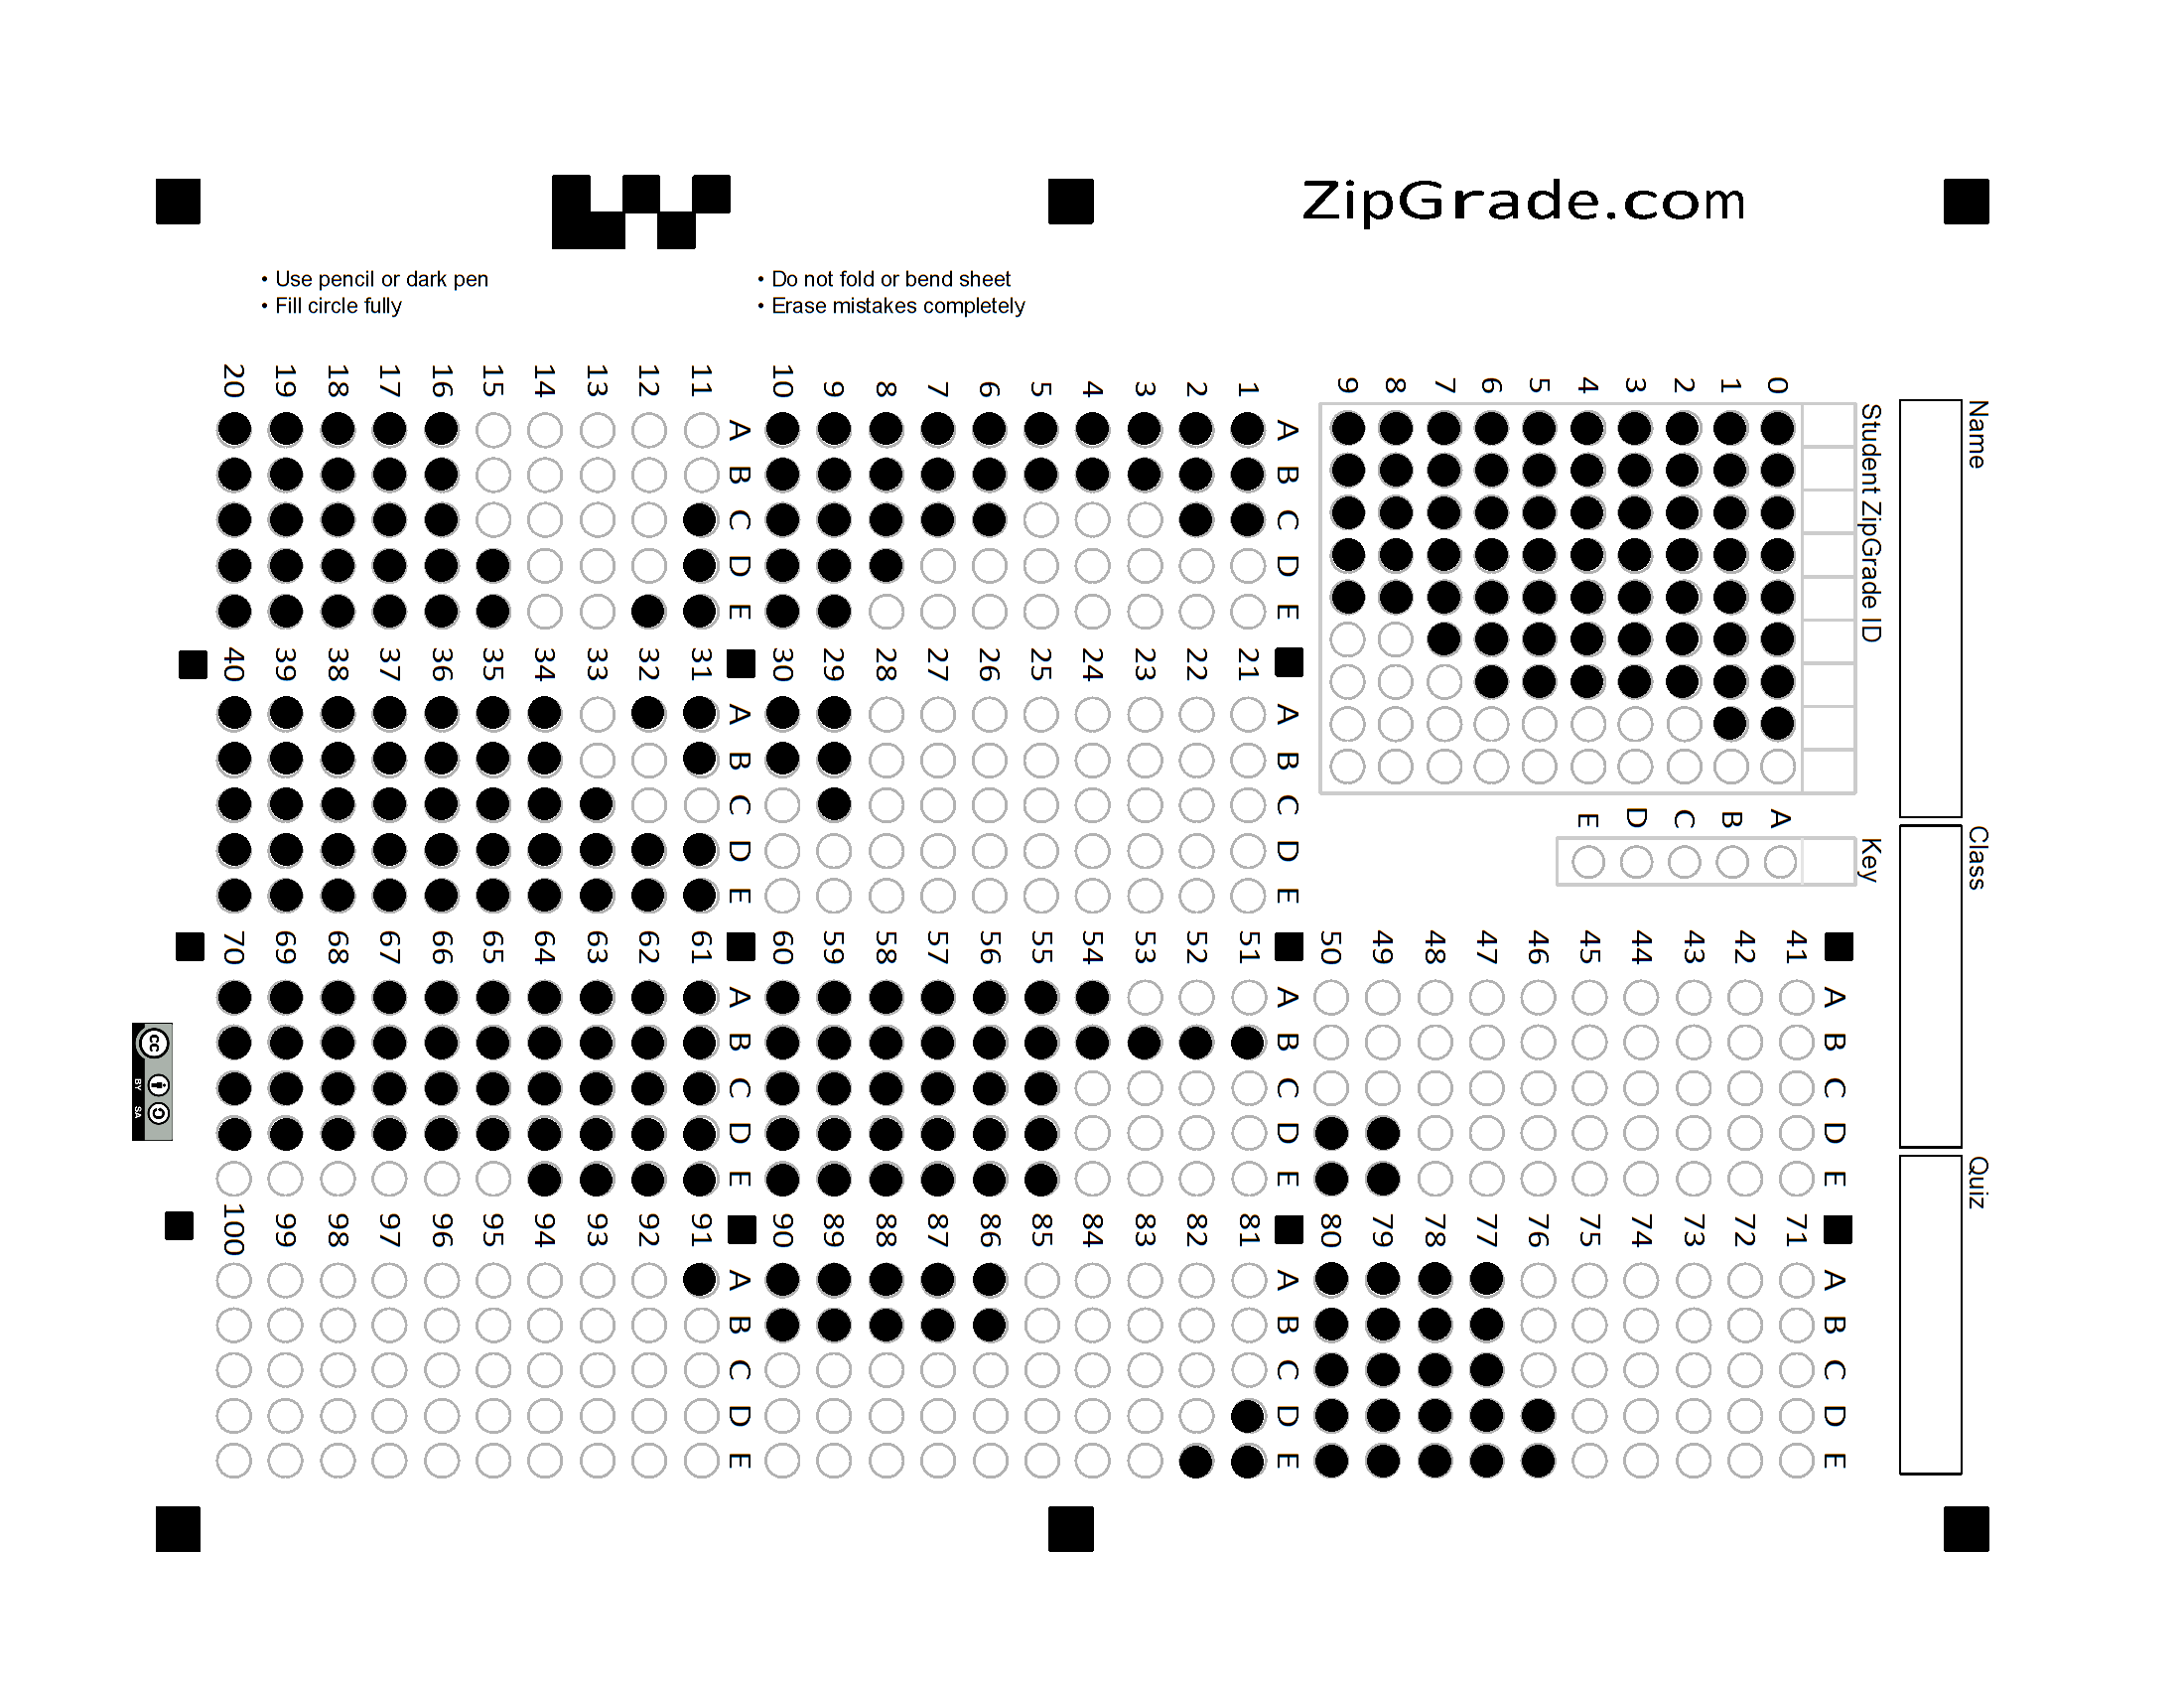 ZipGrade.com
• Use pencil or dark pen
• Fill circle fully
• Do not fold or bend sheet
• Erase mistakes completely
Name
Class
Quiz
Student ZipGrade ID
0 1 2 3 4 5 6 7 8 9
Key
A B C D E
1 2 3 4 5 6 7 8 9 10
A B C D E
11 12 13 14 15 16 17 18 19 20
A B C D E
21 22 23 24 25 26 27 28 29 30
A B C D E
31 32 33 34 35 36 37 38 39 40
A B C D E
41 42 43 44 45 46 47 48 49 50
A B C D E
51 52 53 54 55 56 57 58 59 60
A B C D E
61 62 63 64 65 66 67 68 69 70
A B C D E
71 72 73 74 75 76 77 78 79 80
A B C D E
81 82 83 84 85 86 87 88 89 90
A B C D E
91 92 93 94 95 96 97 98 99 100
A B C D E
cc
BY SA